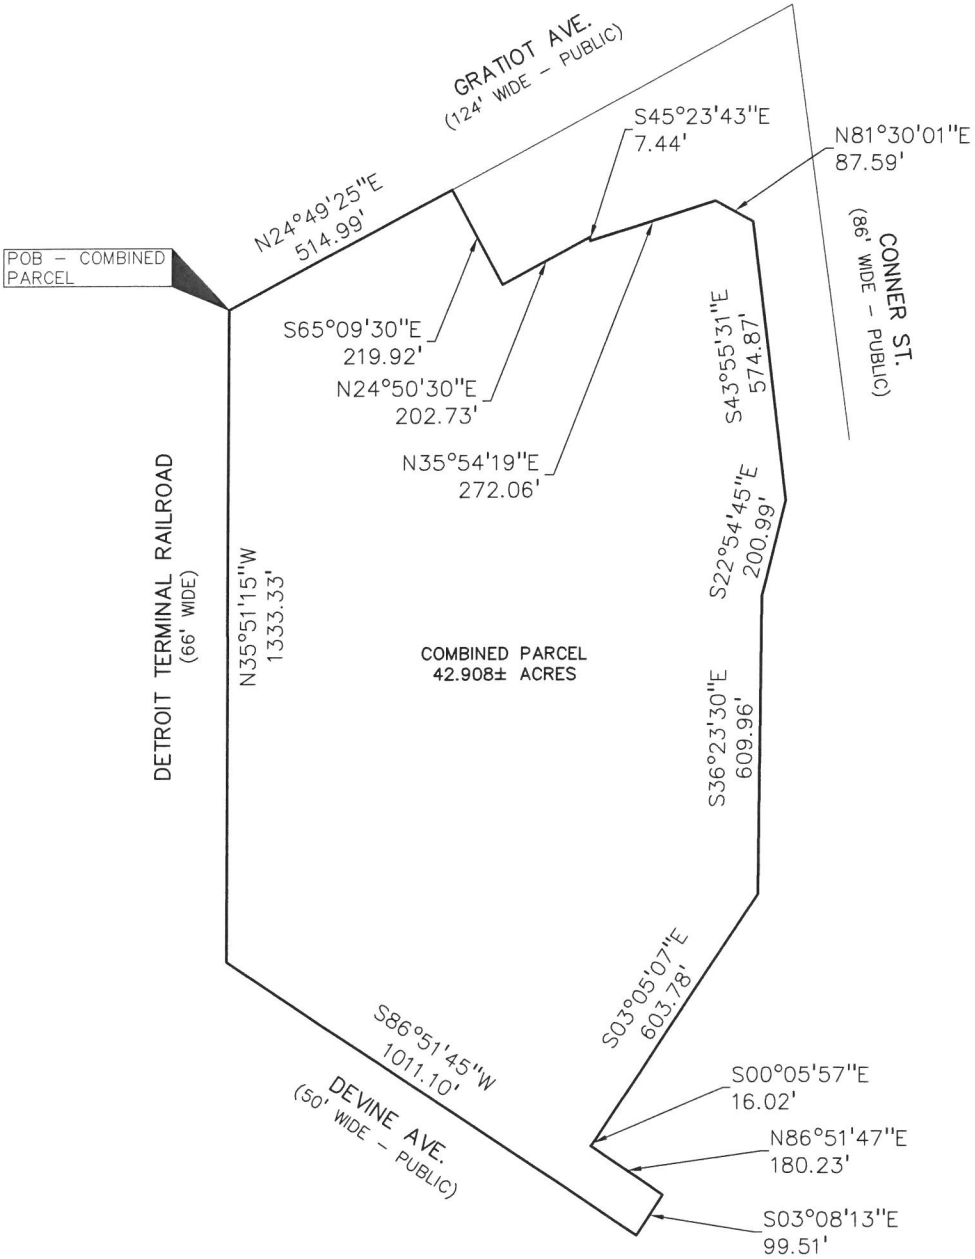 GRATIOT AVE.
(124' WIDE - PUBLIC)
S45°23'43"E
7.44'
N81°30'01"E
87.59'
N24°49'25"E
514.99'
CONNER ST.
(86' WIDE - PUBLIC)
POB - COMBINED
PARCEL
S65°09'30"E
219.92'
N24°50'30"E
202.73'
N35°54'19"E
272.06'
S43°55'31"E
574.87'
S22°54'45"E
200.99'
DETROIT TERMINAL RAILROAD
(66' WIDE)
N35°51'15"W
1333.33'
COMBINED PARCEL
42.908± ACRES
S36°23'30"E
609.96'
S03°05'07"E
603.78'
S86°51'45"W
1011.10'
DEVINE AVE.
(50' WIDE - PUBLIC)
S00°05'57"E
16.02'
N86°51'47"E
180.23'
S03°08'13"E
99.51'